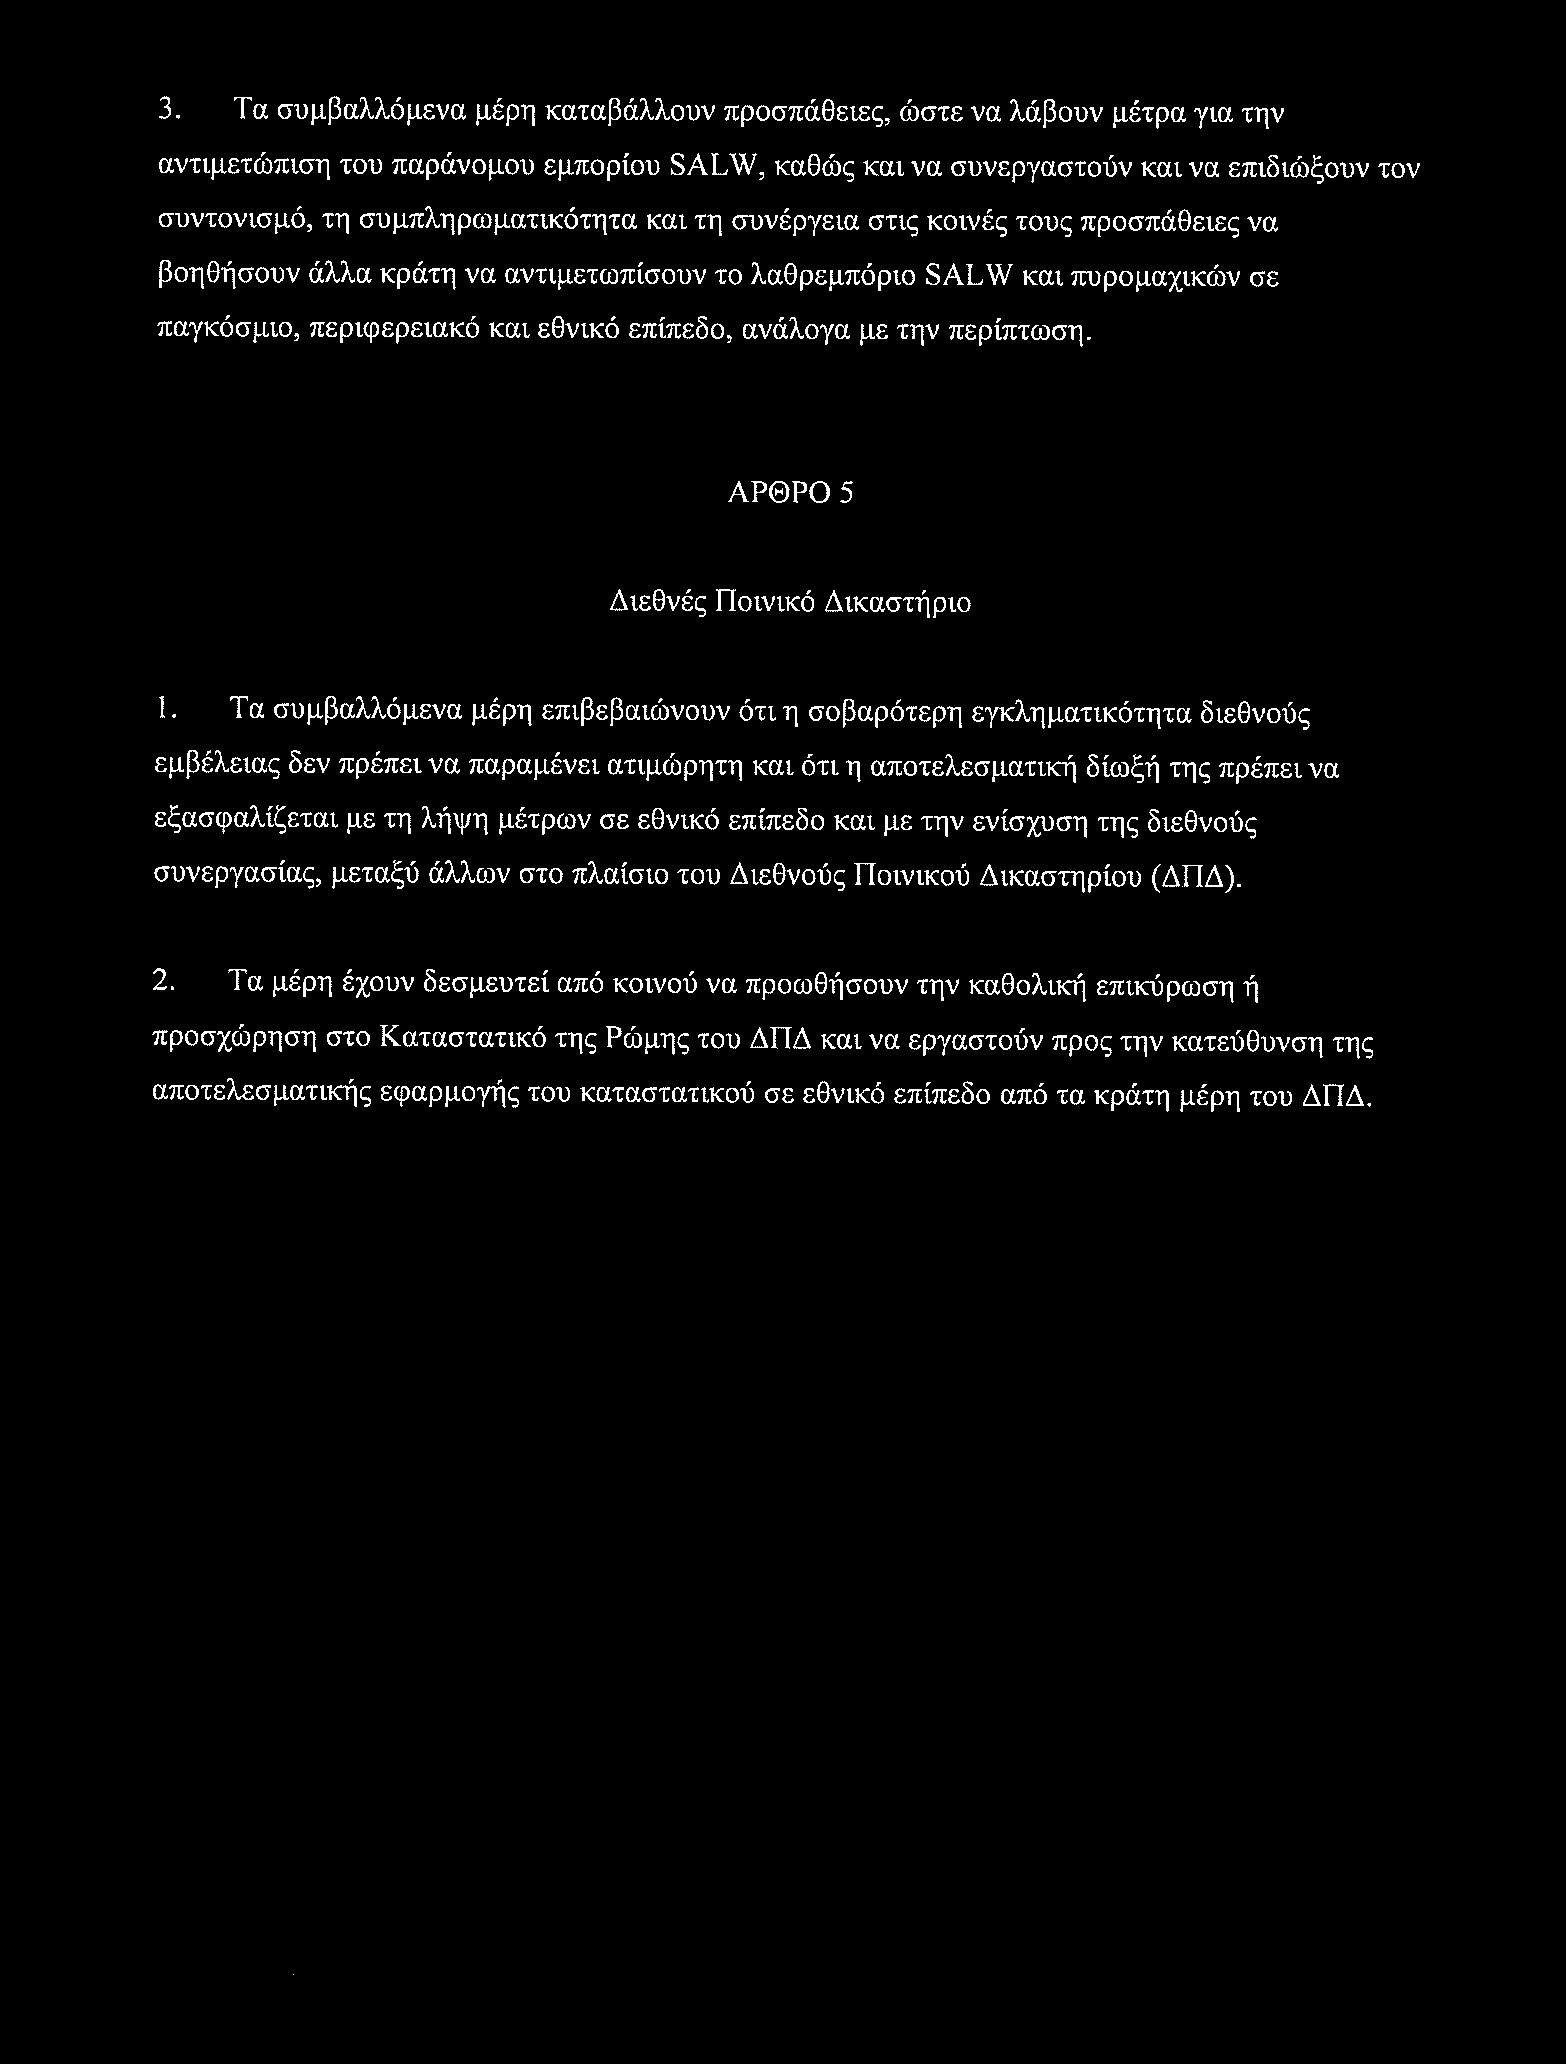 3. Τα συμβαλλόμενα μέρη καταβάλλουν προσπάθειες, ώστε να λάβουν μέτρα για την
αντιμετώπιση του παράνομου εμπορίου SALW, καθώς και να συνεργαστούν και να επιδιώξουν τον
συντονισμό, τη συμπληρωματικότητα και τη συνέργεια στις κοινές τους προσπάθειες να
βοηθήσουν άλλα κράτη να αντιμετωπίσουν το λαθρεμπόριο SALW και πυρομαχικών σε
παγκόσμιο, περιφερειακό και εθνικό επίπεδο, ανάλογα με την περίπτωση.
ΑΡΘΡΟ 5
Διεθνές Ποινικό Δικαστήριο
1. Τα συμβαλλόμενα μέρη επιβεβαιώνουν ότι η σοβαρότερη εγκληματικότητα διεθνούς
εμβέλειας δεν πρέπει να παραμένει ατιμώρητη και ότι η αποτελεσματική δίωξή της πρέπει να
εξασφαλίζεται με τη λήψη μέτρων σε εθνικό επίπεδο και με την ενίσχυση της διεθνούς
συνεργασίας, μεταξύ άλλων στο πλαίσιο του Διεθνούς Ποινικού Δικαστηρίου (ΔΠΔ).
2. Τα μέρη έχουν δεσμευτεί από κοινού να προωθήσουν την καθολική επικύρωση ή
προσχώρηση στο Καταστατικό της Ρώμης του ΔΠΔ και να εργαστούν προς την κατεύθυνση της
αποτελεσματικής εφαρμογής του καταστατικού σε εθνικό επίπεδο από τα κράτη μέρη του ΔΠΔ.